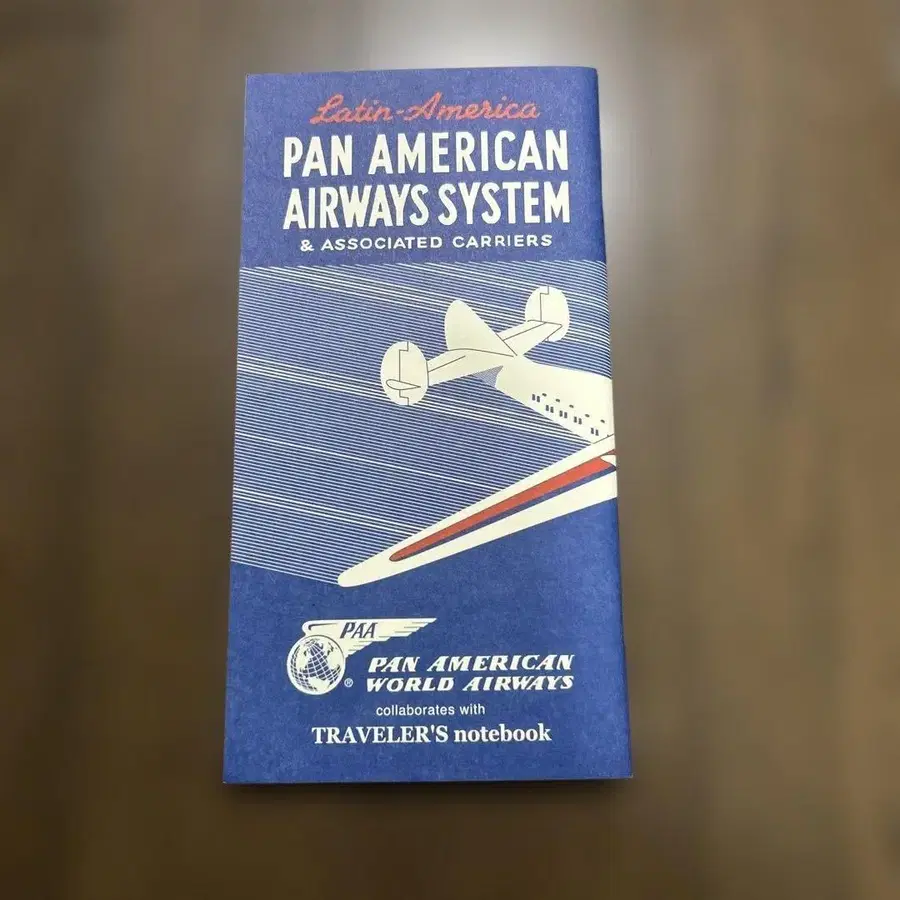 Latin-America
PAN AMERICAN
AIRWAYS SYSTEM
& ASSOCIATED CARRIERS
PAA
®
PAN AMERICAN
WORLD AIRWAYS
collaborates with
TRAVELER'S notebook